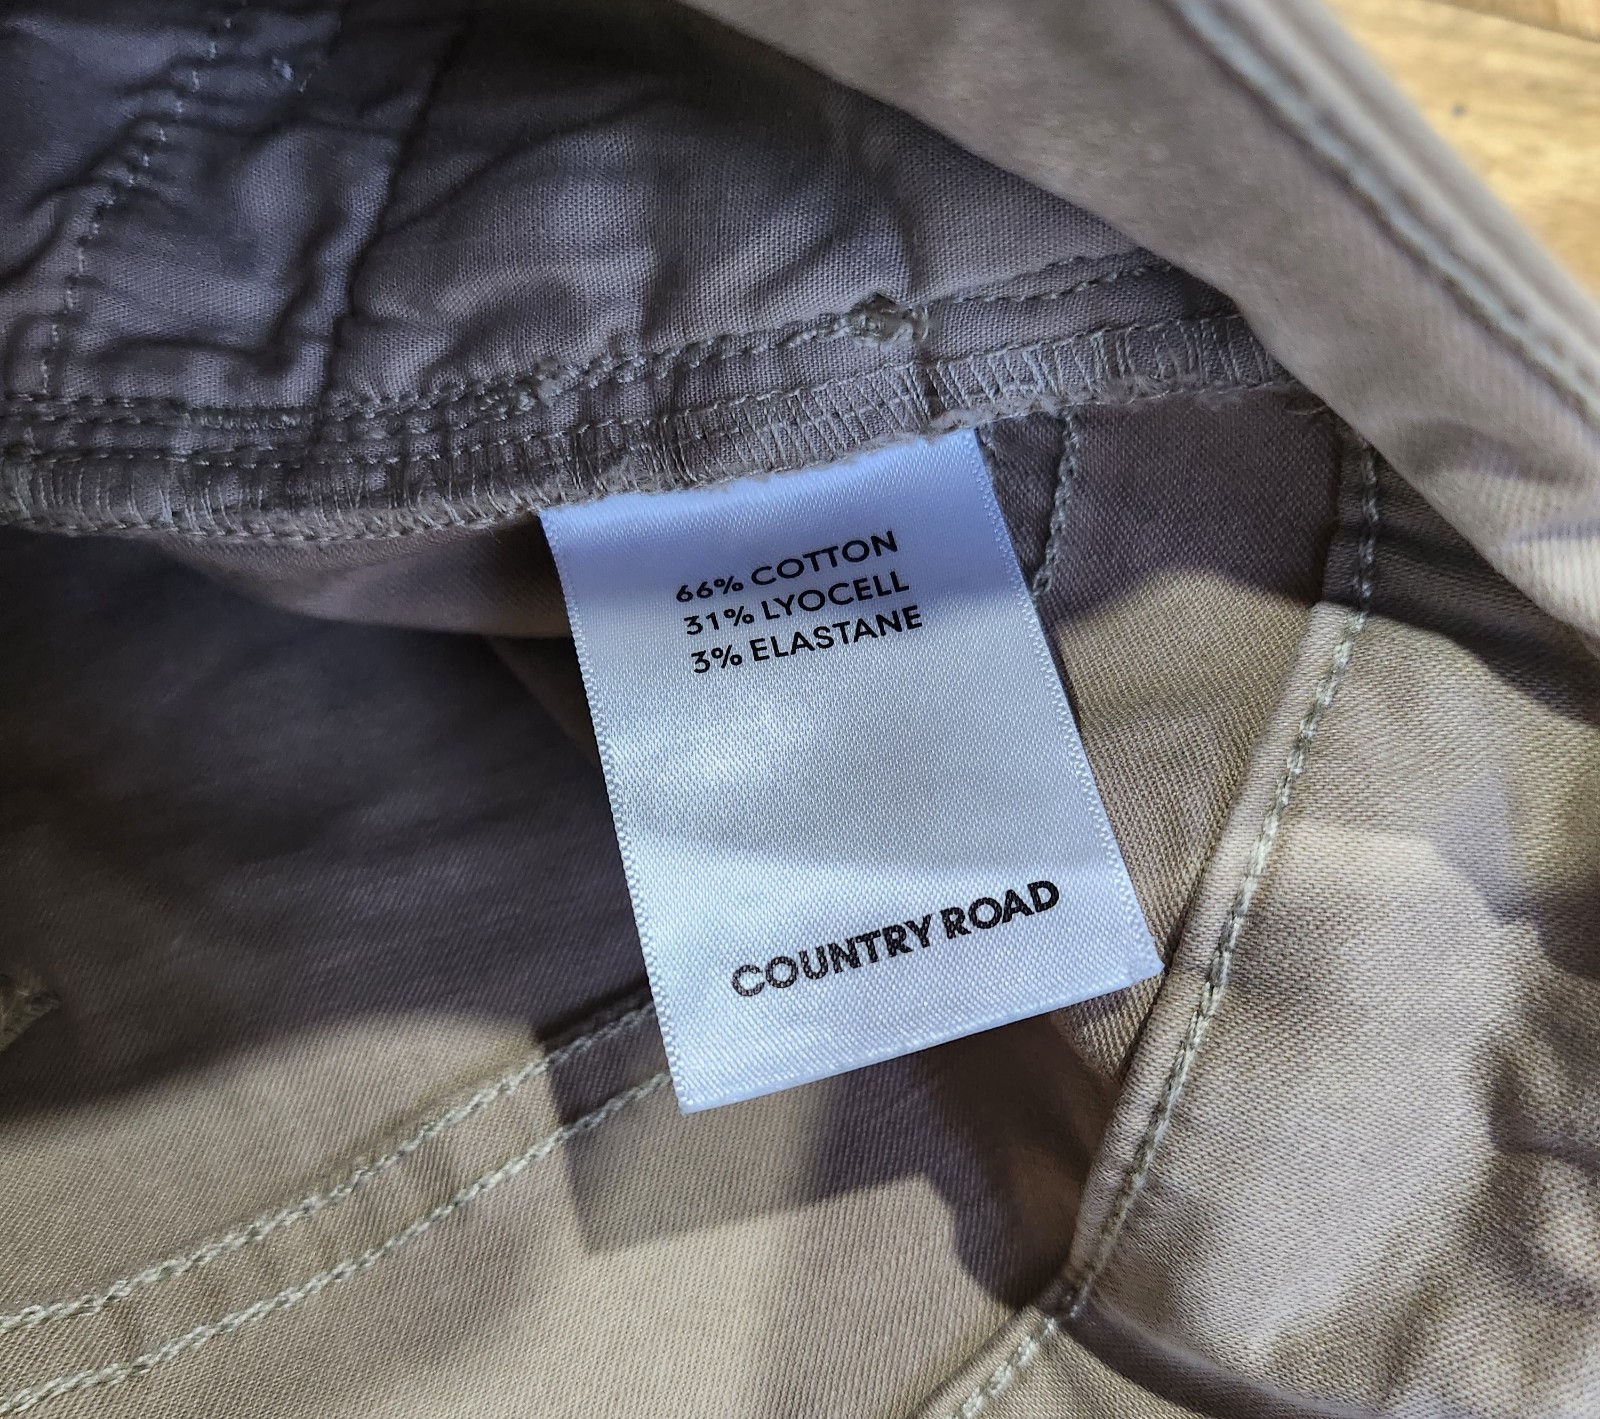 66% COTTON
31% LYOCELL
3% ELASTANE
COUNTRY ROAD